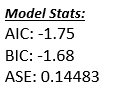 Model Stats:
AIC: -1.75
BIC: -1.68
ASE: 0.14483